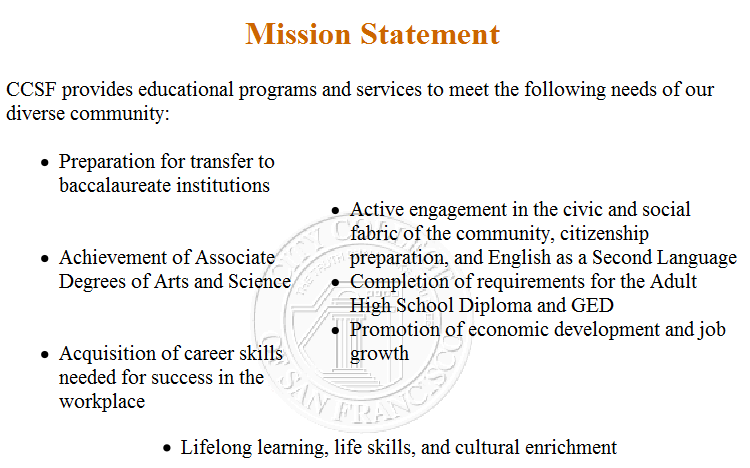 Mission Statement
CCSF provides educational programs and services to meet the following needs of our
diverse community:
• Preparation for transfer to
baccalaureate institutions
• Achievement of Associate
Degrees of Arts and Science
• Acquisition of career skills
needed for success in the
workplace
• Active engagement in the civic and social
fabric of the community, citizenship
preparation, and English as a Second Language
• Completion of requirements for the Adult
High School Diploma and GED
• Promotion of economic development and job
growth
• Lifelong learning, life skills, and cultural enrichment
OF SAN FRANCISCO